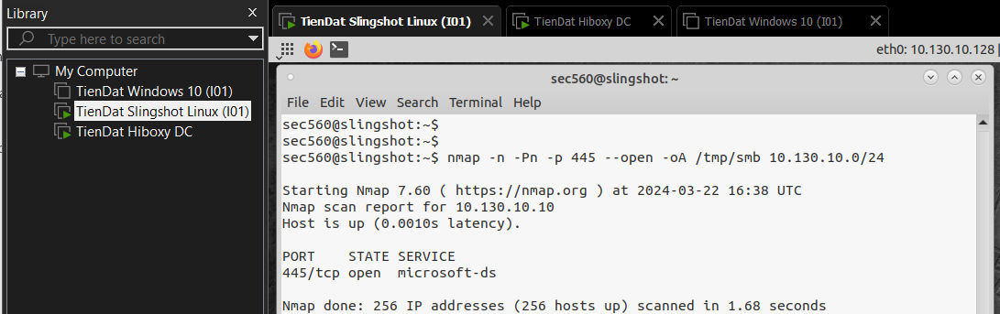 Library
Type here to search
My Computer
TienDat Windows 10 (I01)
TienDat Slingshot Linux (I01)
TienDat Hiboxy DC
TienDat Slingshot Linux (I01)
TienDat Hiboxy DC
TienDat Windows 10 (I01)
eth0: 10.130.10.128
sec560@slingshot: ~
File Edit View Search Terminal Help
sec560@slingshot:~$
sec560@slingshot:~$
sec560@slingshot:~$ nmap -n -Pn -p 445 --open -oA /tmp/smb 10.130.10.0/24
Starting Nmap 7.60 ( https://nmap.org ) at 2024-03-22 16:38 UTC
Nmap scan report for 10.130.10.10
Host is up (0.0010s latency).
PORT    STATE SERVICE
445/tcp open  microsoft-ds
Nmap done: 256 IP addresses (256 hosts up) scanned in 1.68 seconds